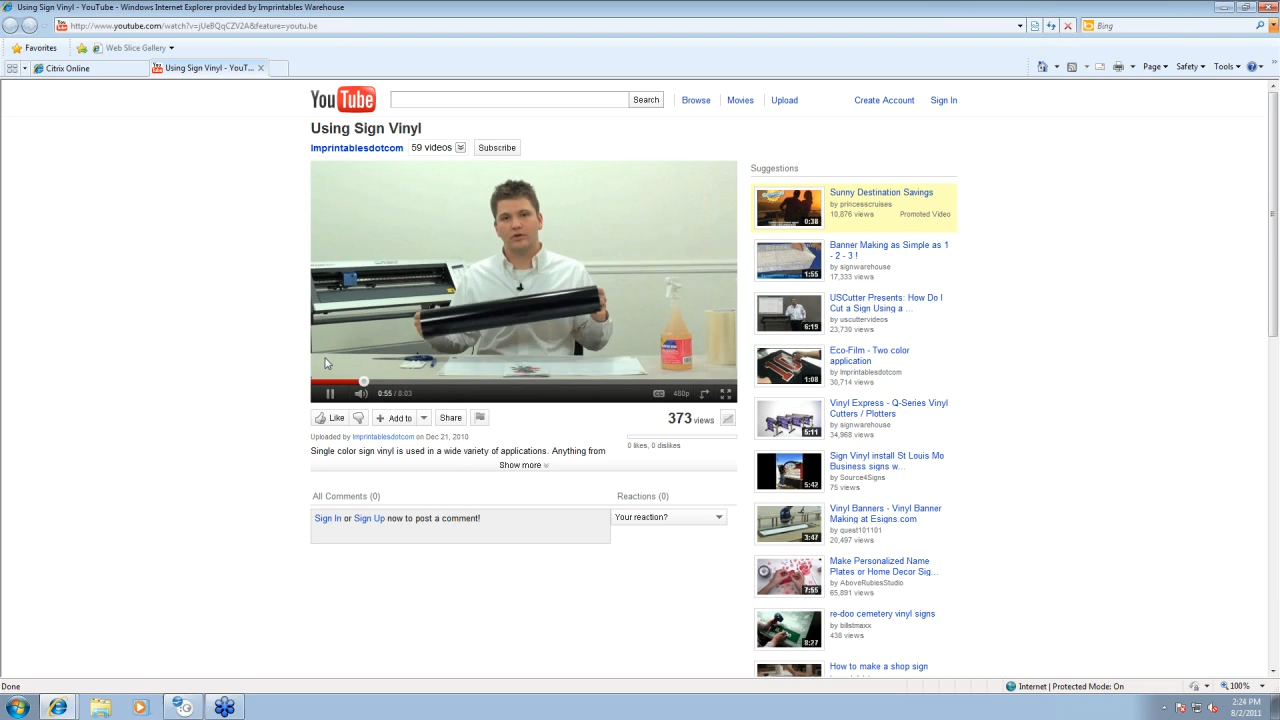 Using Sign Vinyl - YouTube - Windows Internet Explorer provided by Imprintables Warehouse
http://www.youtube.com/watch?v=jUeBQqCZV2A&feature=youtu.be
Bing
Favorites
Web Slice Gallery
Citrix Online
Using Sign Vinyl - YouT...
Page
Safety
Tools
YouTube
Search
Browse
Movies
Upload
Create Account
Sign In
Using Sign Vinyl
Imprintablesdotcom 59 videos
Subscribe
0:55 / 8:03
480p
Like
Add to
Share
373 views
Uploaded by Imprintablesdotcom on Dec 21, 2010
0 likes, 0 dislikes
Single color sign vinyl is used in a wide variety of applications. Anything from
Show more
All Comments (0)
Reactions (0)
Sign In or Sign Up now to post a comment!
Your reaction?
Suggestions
0:38
Sunny Destination Savings
by princesscruises
10,876 views Promoted Video
1:55
Banner Making as Simple as 1
- 2 - 3 !
by signwarehouse
17,333 views
6:19
USCutter Presents: How Do I
Cut a Sign Using a ...
by uscuttervideos
23,730 views
1:08
Eco-Film - Two color
application
by Imprintablesdotcom
30,714 views
5:11
Vinyl Express - Q-Series Vinyl
Cutters / Plotters
by signwarehouse
34,968 views
5:42
Sign Vinyl install St Louis Mo
Business signs w...
by Source4Signs
75 views
3:47
Vinyl Banners - Vinyl Banner
Making at Esigns.com
by quest101101
20,497 views
7:55
Make Personalized Name
Plates or Home Decor Sig...
by AboveRubiesStudio
65,891 views
8:27
re-doo cemetery vinyl signs
by billstmaxx
438 views
How to make a shop sign
Done
Internet | Protected Mode: On
100%
2:24 PM
8/2/2011